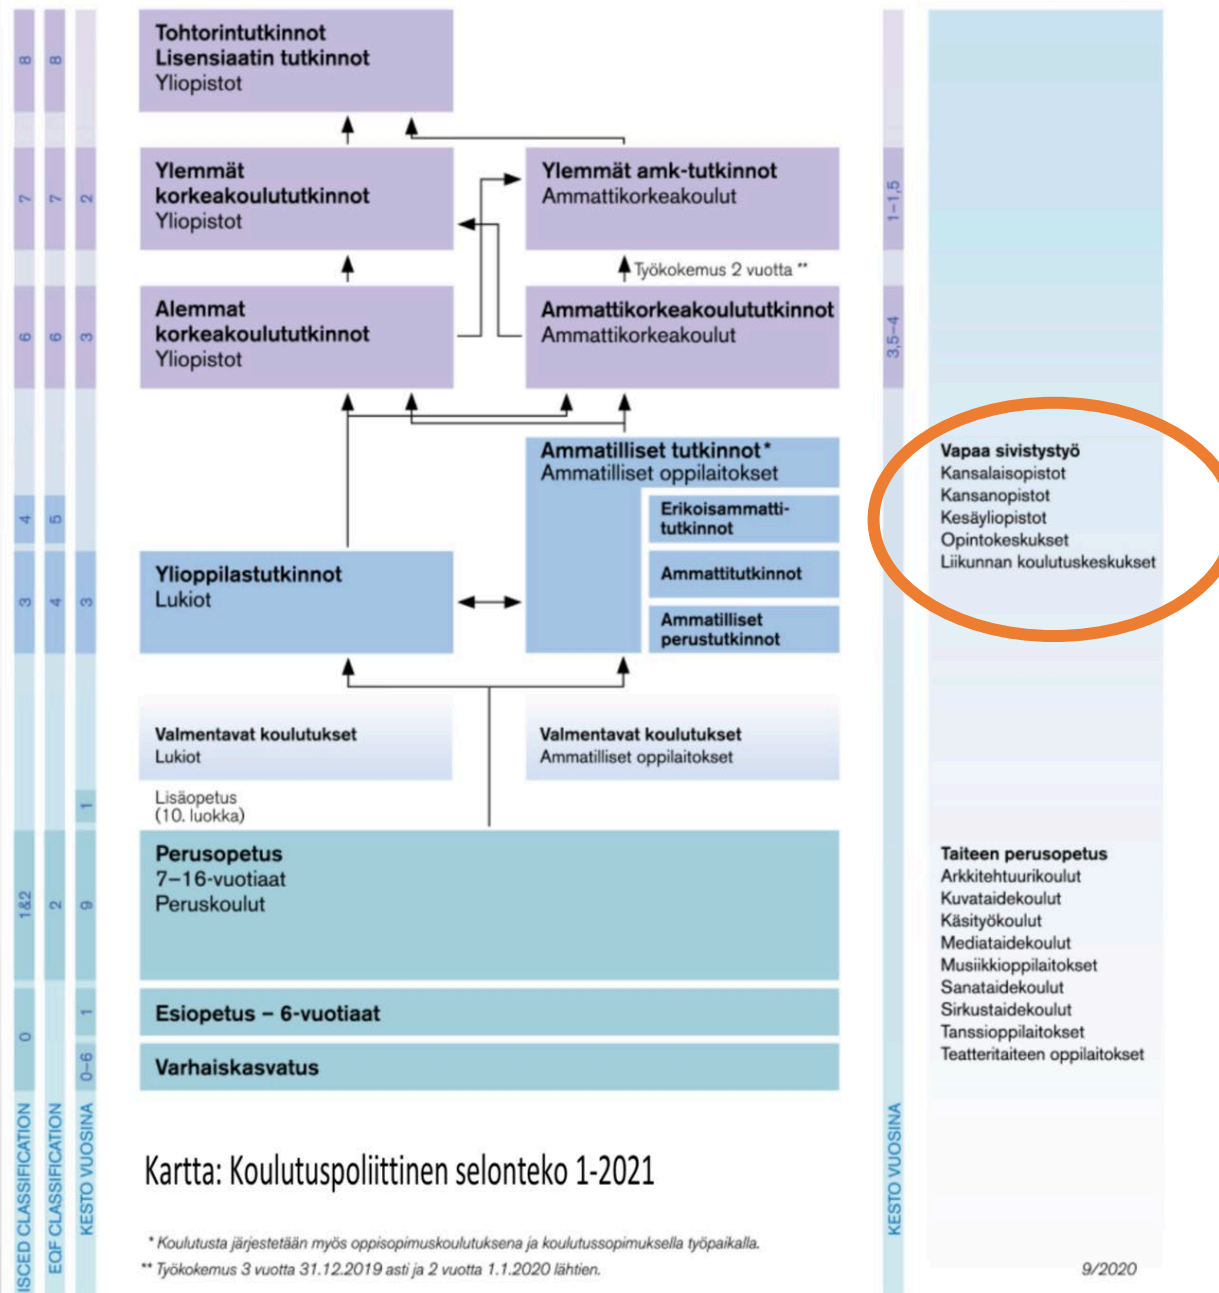 8
8
Tohtorintutkinnot
Lisensiaatin tutkinnot
Yliopistot
7
7
2
Ylemmät
korkeakoulututkinnot
Yliopistot
Ylemmät amk-tutkinnot
Ammattikorkeakoulut
1–1,5
Työkokemus 2 vuotta **
6
6
3
Alemmat
korkeakoulututkinnot
Yliopistot
Ammattikorkeakoulututkinnot
Ammattikorkeakoulut
3,5–4
Ammatilliset tutkinnot*
Ammatilliset oppilaitokset
4
5
Erikoisammatti-
tutkinnot
3
4
3
Ylioppilastutkinnot
Lukiot
Ammattitutkinnot
Ammatilliset
perustutkinnot
Vapaa sivistystyö
Kansalaisopistot
Kansanopistot
Kesäyliopistot
Opintokeskukset
Liikunnan koulutuskeskukset
Valmentavat koulutukset
Lukiot
Valmentavat koulutukset
Ammatilliset oppilaitokset
1
Lisäopetus
(10. luokka)
1&2
2
9
Perusopetus
7–16-vuotiaat
Peruskoulut
Taiteen perusopetus
Arkkitehtuurikoulut
Kuvataidekoulut
Käsityökoulut
Mediataidekoulut
Musiikkioppilaitokset
Sanataidekoulut
Sirkustaidekoulut
Tanssioppilaitokset
Teatteritaiteen oppilaitokset
0
1
Esiopetus – 6-vuotiaat
0–6
Varhaiskasvatus
ISCED CLASSIFICATION
EQF CLASSIFICATION
KESTO VUOSINA
KESTO VUOSINA
Kartta: Koulutuspoliittinen selonteko 1-2021
* Koulutusta järjestetään myös oppisopimuskoulutuksena ja koulutussopimuksella työpaikalla.
** Työkokemus 3 vuotta 31.12.2019 asti ja 2 vuotta 1.1.2020 lähtien.
9/2020